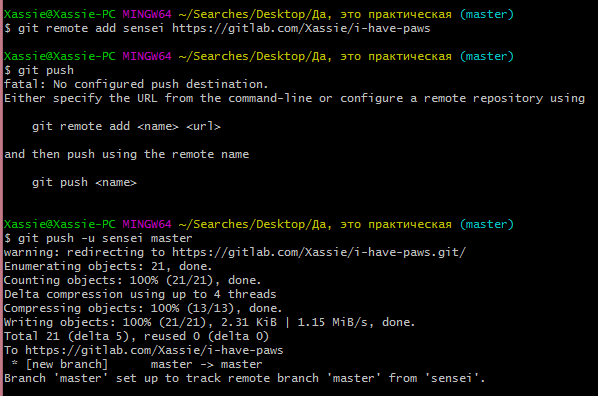 Xassie@Xassie-PC MINGW64 ~/Searches/Desktop/Да, это практическая (master)
$ git remote add sensei https://gitlab.com/Xassie/i-have-paws
Xassie@Xassie-PC MINGW64 ~/Searches/Desktop/Да, это практическая (master)
$ git push
fatal: No configured push destination.
Either specify the URL from the command-line or configure a remote repository using
git remote add <name> <url>
and then push using the remote name
git push <name>
Xassie@Xassie-PC MINGW64 ~/Searches/Desktop/Да, это практическая (master)
$ git push -u sensei master
warning: redirecting to https://gitlab.com/Xassie/i-have-paws.git/
Enumerating objects: 21, done.
Counting objects: 100% (21/21), done.
Delta compression using up to 4 threads
Compressing objects: 100% (13/13), done.
Writing objects: 100% (21/21), 2.31 KiB | 1.15 MiB/s, done.
Total 21 (delta 5), reused 0 (delta 0)
To https://gitlab.com/Xassie/i-have-paws
* [new branch] master -> master
Branch 'master' set up to track remote branch 'master' from 'sensei'.